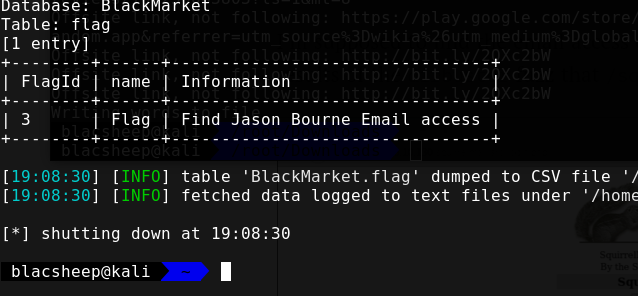 Database: BlackMarket
Table: flag
[1 entry]
+--------+------+--------------------------------+
| FlagId | name | Information                    |
+--------+------+--------------------------------+
| 3      | Flag | Find Jason Bourne Email access |
+--------+------+--------------------------------+
[19:08:30] [INFO] table 'BlackMarket.flag' dumped to CSV file '/
[19:08:30] [INFO] fetched data logged to text files under '/home
[*] shutting down at 19:08:30
blacsheep@kali ~